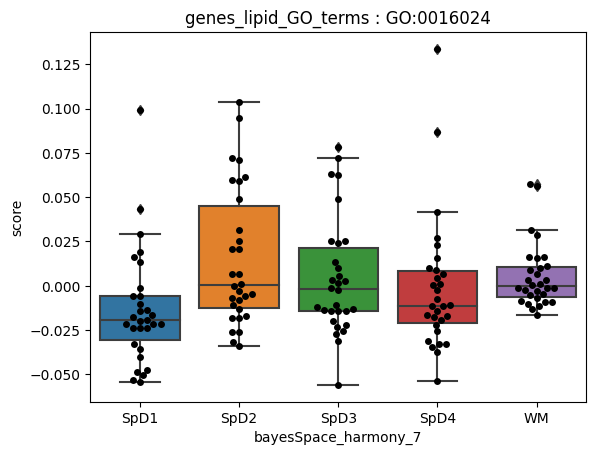 genes_lipid_GO_terms : GO:0016024
0.125
0.100
0.075
0.050
0.025
0.000
−0.025
−0.050
score
SpD1 SpD2 SpD3 SpD4 WM
bayesSpace_harmony_7